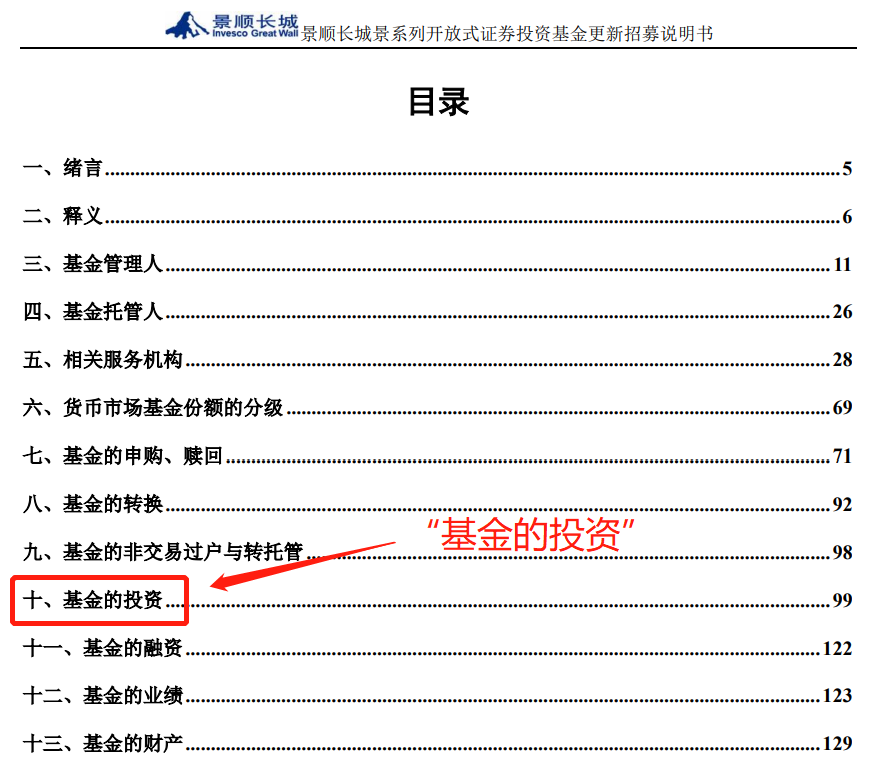 景顺长城
Invesco Great Wall
景顺长城景系列开放式证券投资基金更新招募说明书
目录
一、绪言........................................5
二、释义........................................6
三、基金管理人........................................11
四、基金托管人........................................26
五、相关服务机构........................................28
六、货币市场基金份额的分级........................................69
七、基金的申购、赎回........................................71
八、基金的转换........................................92
“基金的投资”
九、基金的非交易过户与转托管........................................98
十、基金的投资........................................99
十一、基金的融资........................................122
十二、基金的业绩........................................123
十三、基金的财产........................................129